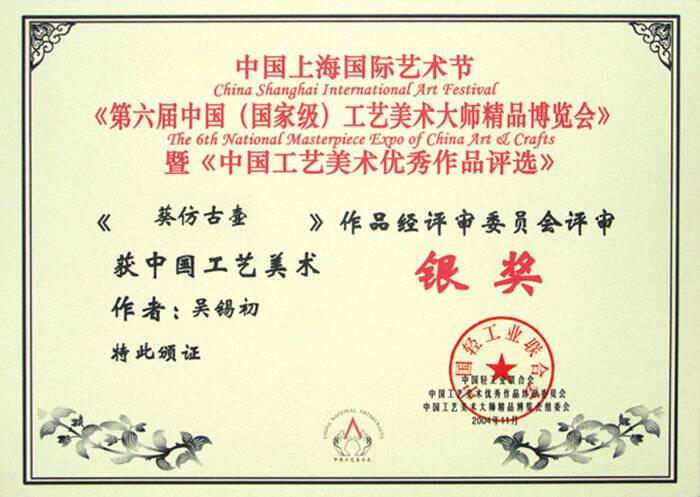 中国上海国际艺术节
China Shanghai International Art Festival
《第六届中国（国家级）工艺美术大师精品博览会》
The 6th National Masterpiece Expo of China Art & Crafts
暨《中国工艺美术优秀作品评选》
《 葵仿古壶 》作品经评审委员会评审
获中国工艺美术 银奖
作者：吴锡初
特此颁证
中国轻工业联合会
中国轻工业联合会
中国工艺美术优秀作品评选委员会
中国工艺美术大师精品博览会组委会
2004年11月
CHINA NATIONAL ARTS&CRAFTS